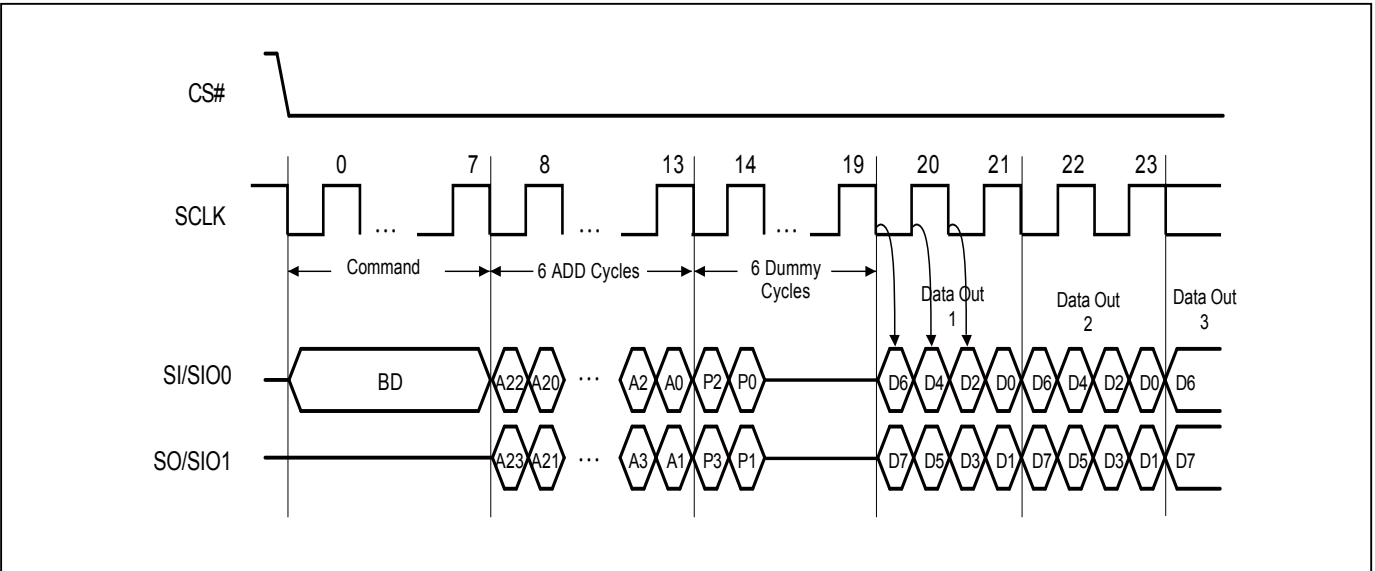 CS#
0 7 8 13 14 19 20 21 22 23
SCLK
... ... ...
Command
6 ADD Cycles
6 Dummy
Cycles
Data Out
1
Data Out
2
Data Out
3
SI/SIO0
BD
A22 A20 ... A2 A0 P2 P0 D6 D4 D2 D0 D6 D4 D2 D0 D6
SO/SIO1
A23 A21 ... A3 A1 P3 P1 D7 D5 D3 D1 D7 D5 D3 D1 D7